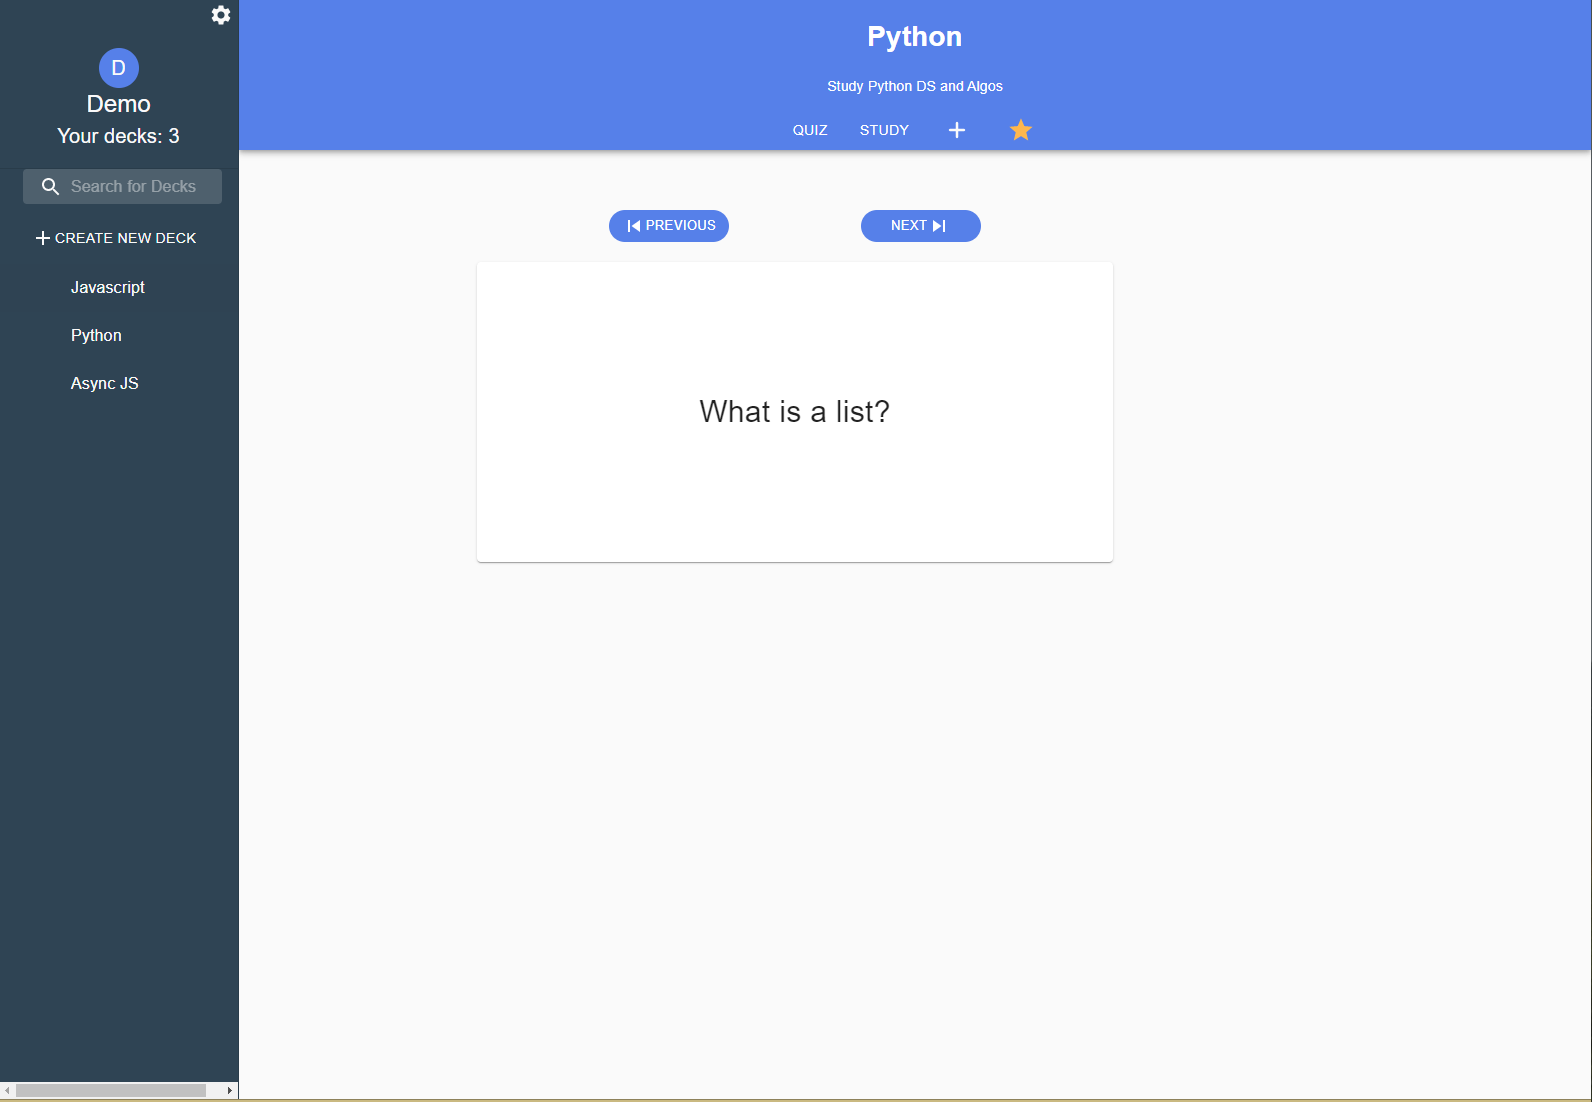 D
Demo
Your decks: 3
Search for Decks
CREATE NEW DECK
Javascript
Python
Async JS
Python
Study Python DS and Algos
QUIZ STUDY
PREVIOUS NEXT
What is a list?